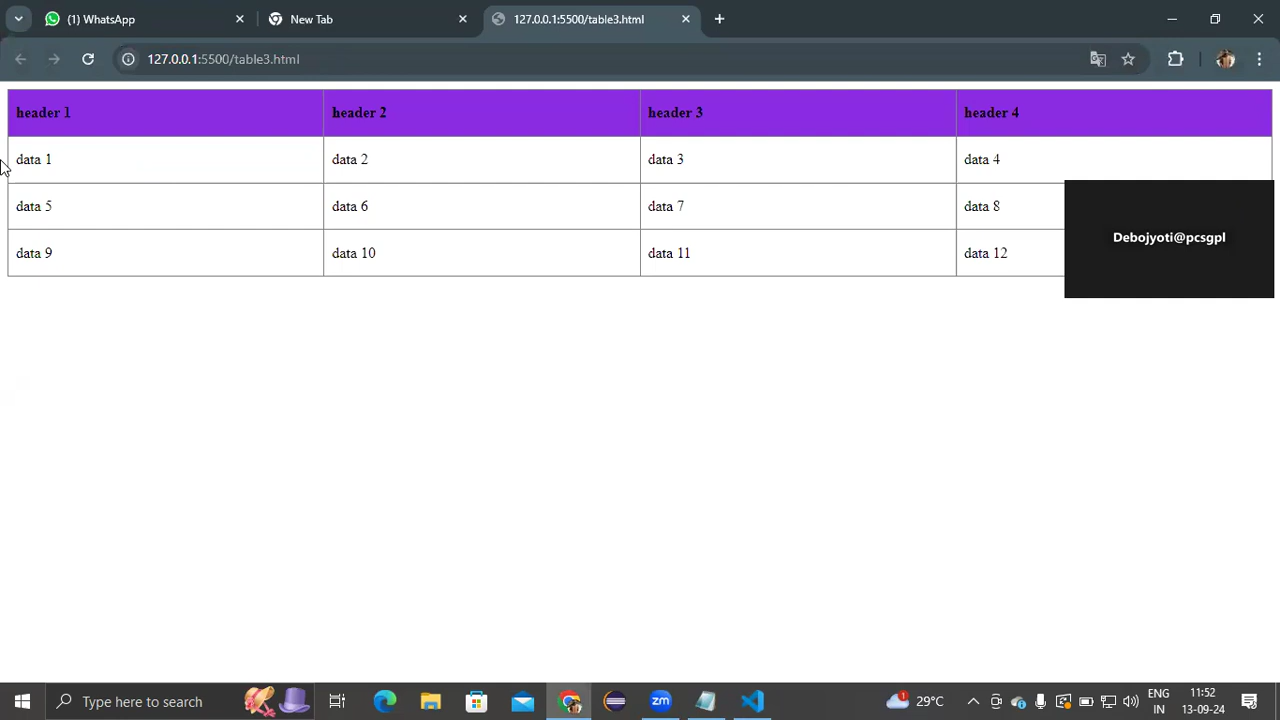 (1) WhatsApp
New Tab
127.0.0.1:5500/table3.html
127.0.0.1:5500/table3.html
header 1 header 2 header 3 header 4
data 1 data 2 data 3 data 4
data 5 data 6 data 7 data 8
data 9 data 10 data 11 data 12
Debojyoti@pcsgpl
Type here to search
zm
1
29°C
ENG
IN
11:52
13-09-24